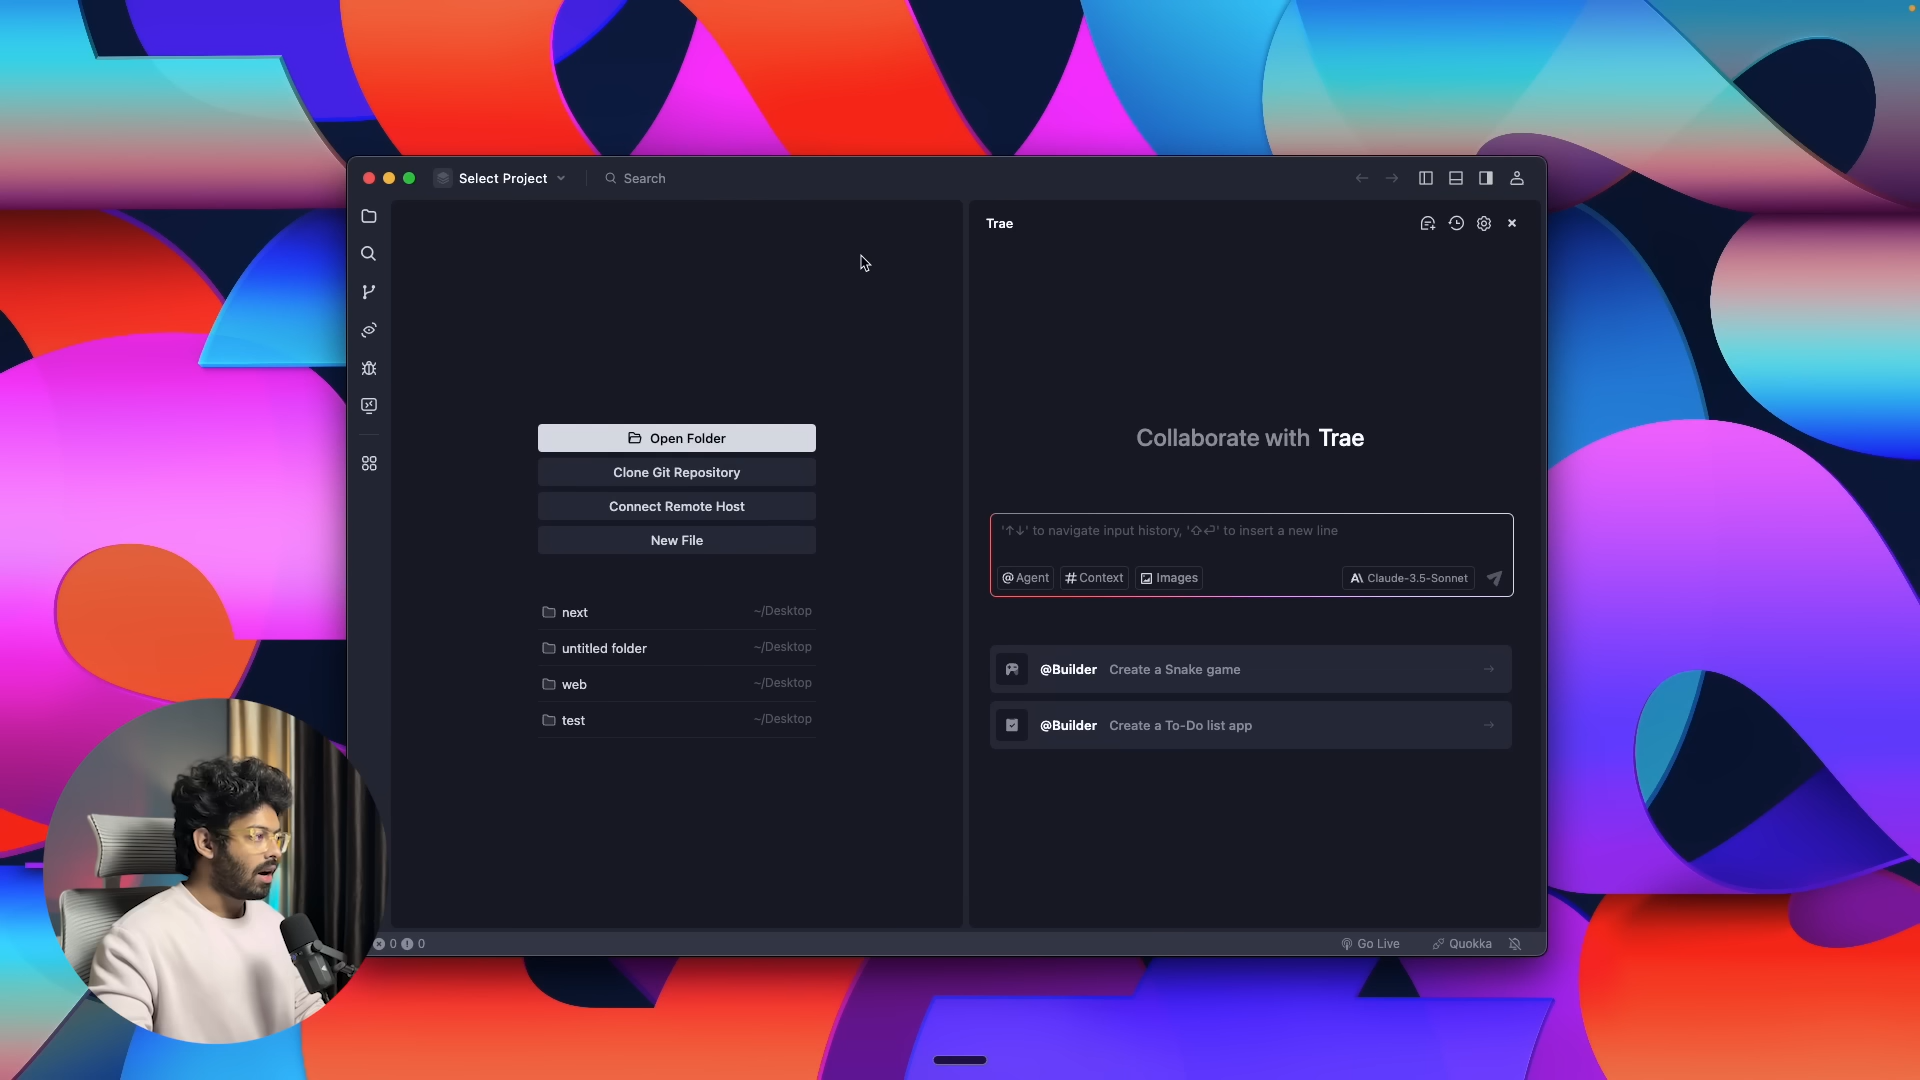 Select Project
Search
Trae
Open Folder
Clone Git Repository
Connect Remote Host
New File
next ~/Desktop
untitled folder ~/Desktop
web ~/Desktop
test ~/Desktop
Collaborate with Trae
'↑↓' to navigate input history, '⇧⏎' to insert a new line
@Agent
#Context
Images
Claude-3.5-Sonnet
@Builder Create a Snake game
@Builder Create a To-Do list app
0 0
Go Live
Quokka